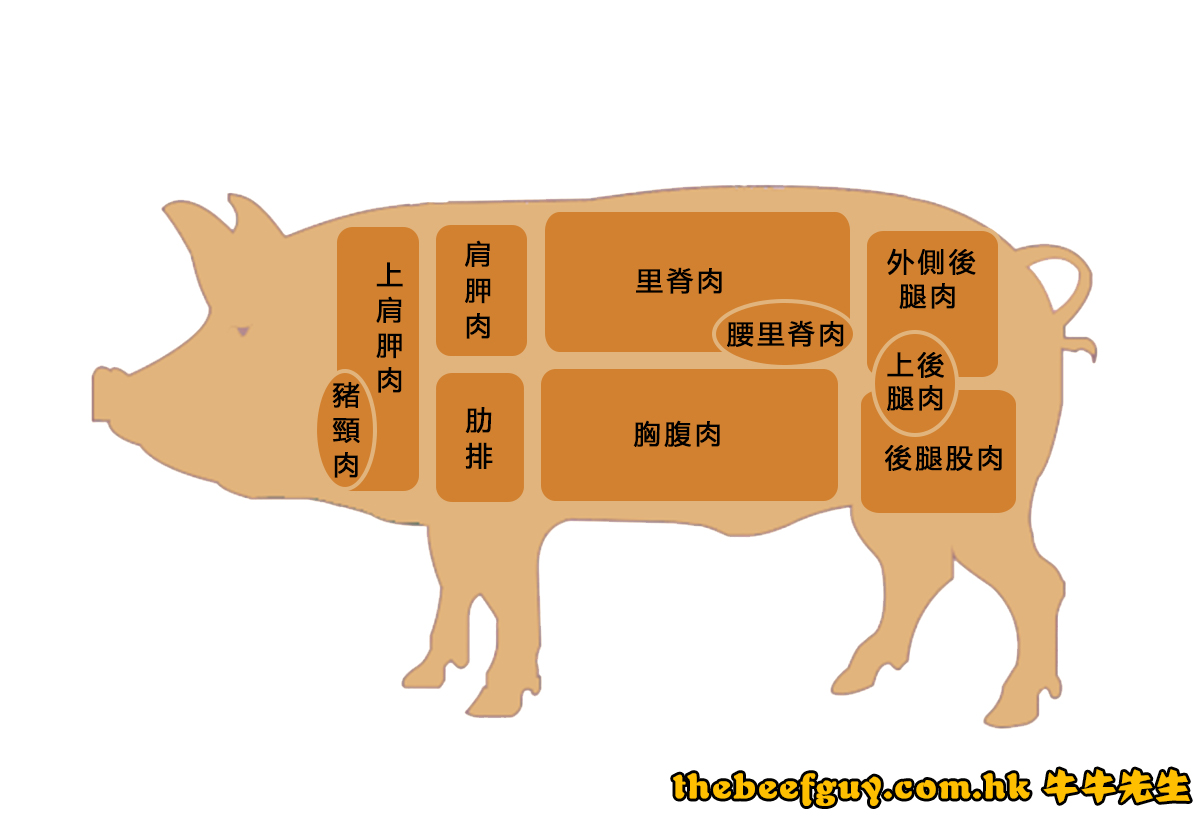 上肩胛肉
豬頸肉
肩胛肉
肋排
里脊肉
腰里脊肉
胸腹肉
外側後
腿肉
上後
腿肉
後腿股肉
thebeefguy.com.hk 牛牛先生